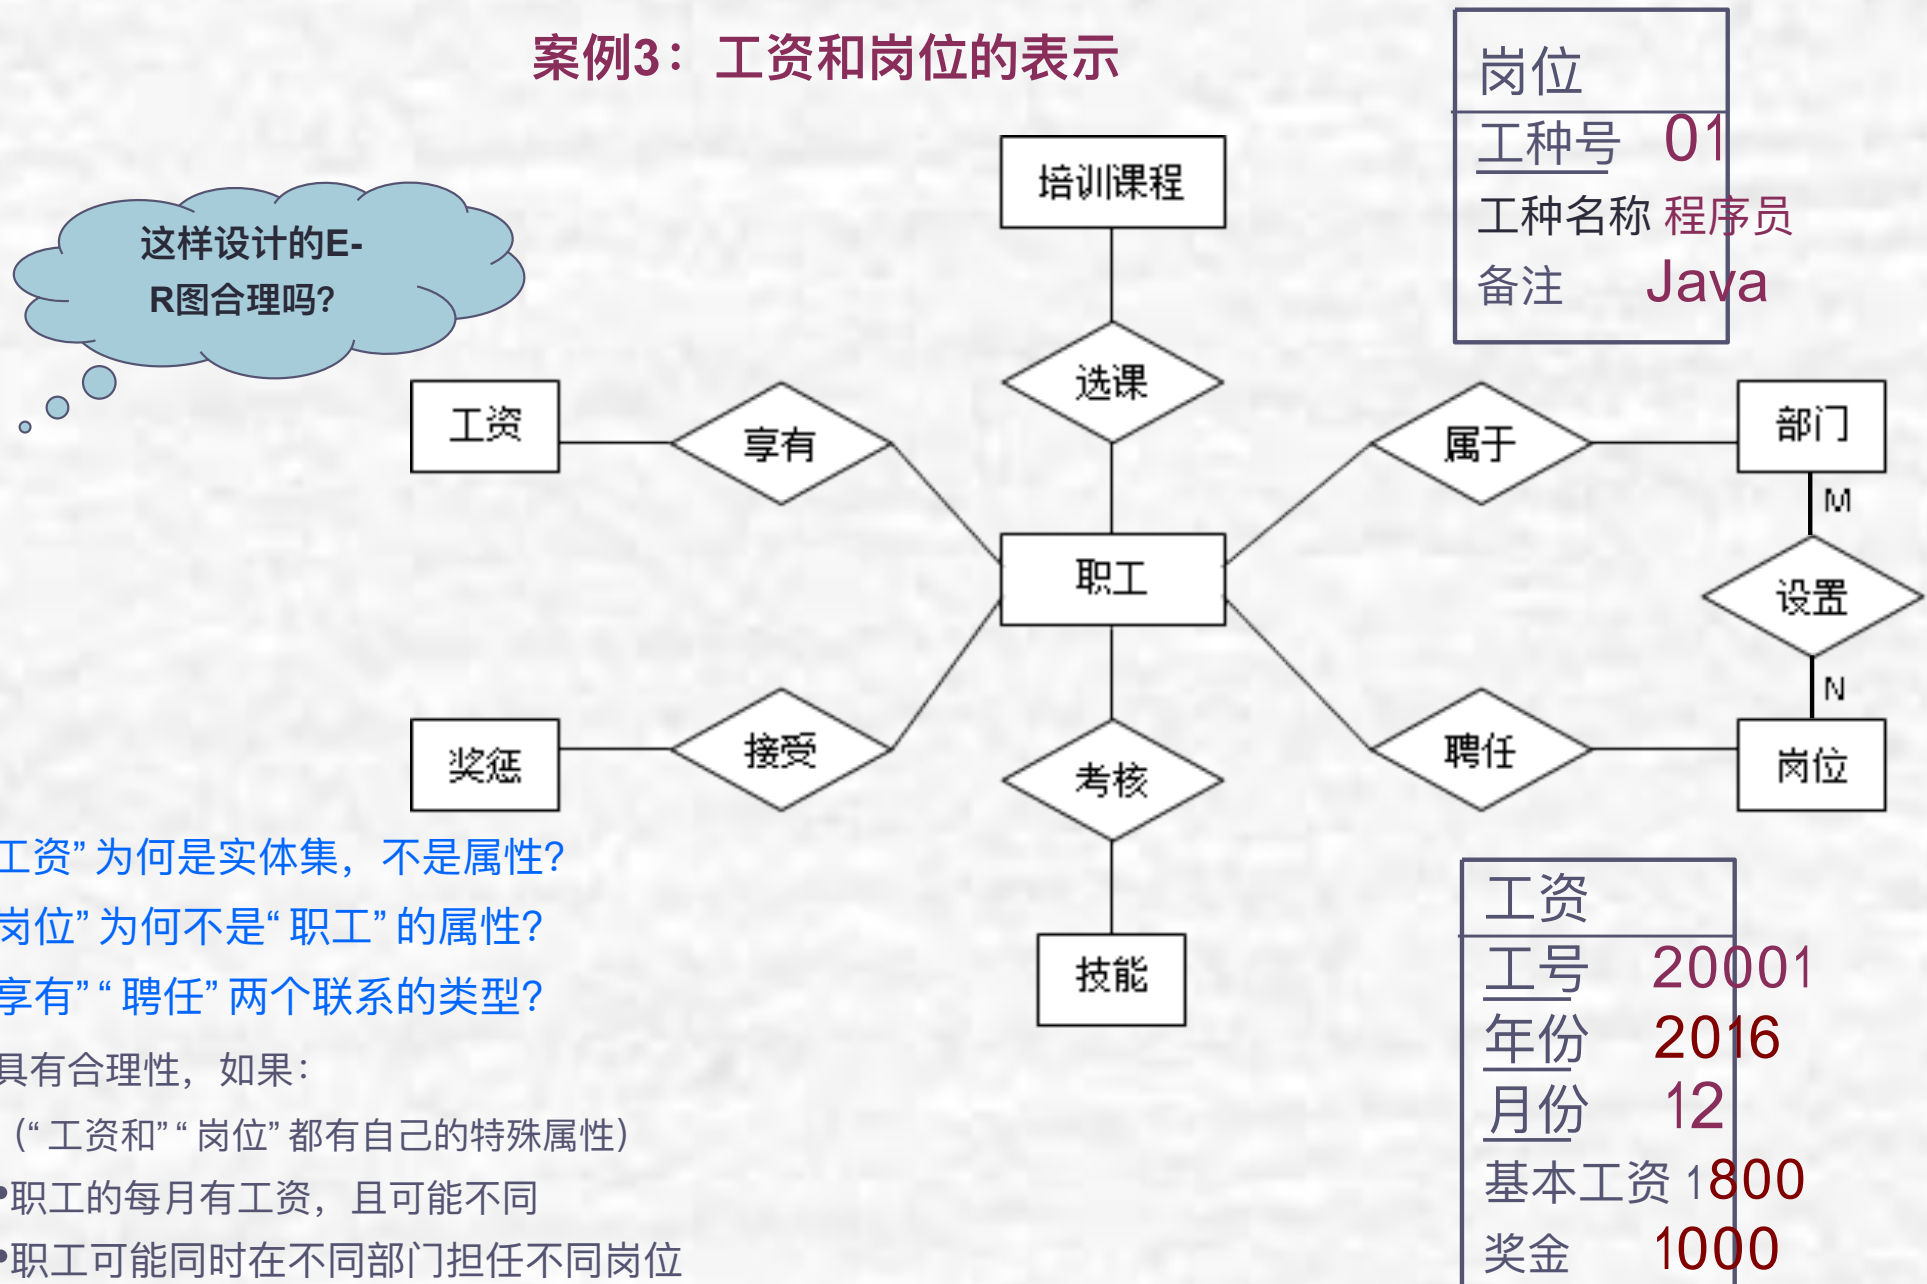 案例3：工资和岗位的表示
这样设计的E-
R图合理吗?
岗位
工种号 01
工种名称 程序员
备注 Java
培训课程
选课
工资
享有
属于
部门
M
职工
设置
N
奖惩
接受
考核
聘任
岗位
技能
工资”为何是实体集，不是属性?
岗位”为何不是“职工”的属性?
享有”“聘任”两个联系的类型?
具有合理性，如果：
（“工资和”“岗位”都有自己的特殊属性）
•职工的每月有工资，且可能不同
•职工可能同时在不同部门担任不同岗位
工资
工号 20001
年份 2016
月份 12
基本工资 1800
奖金 1000